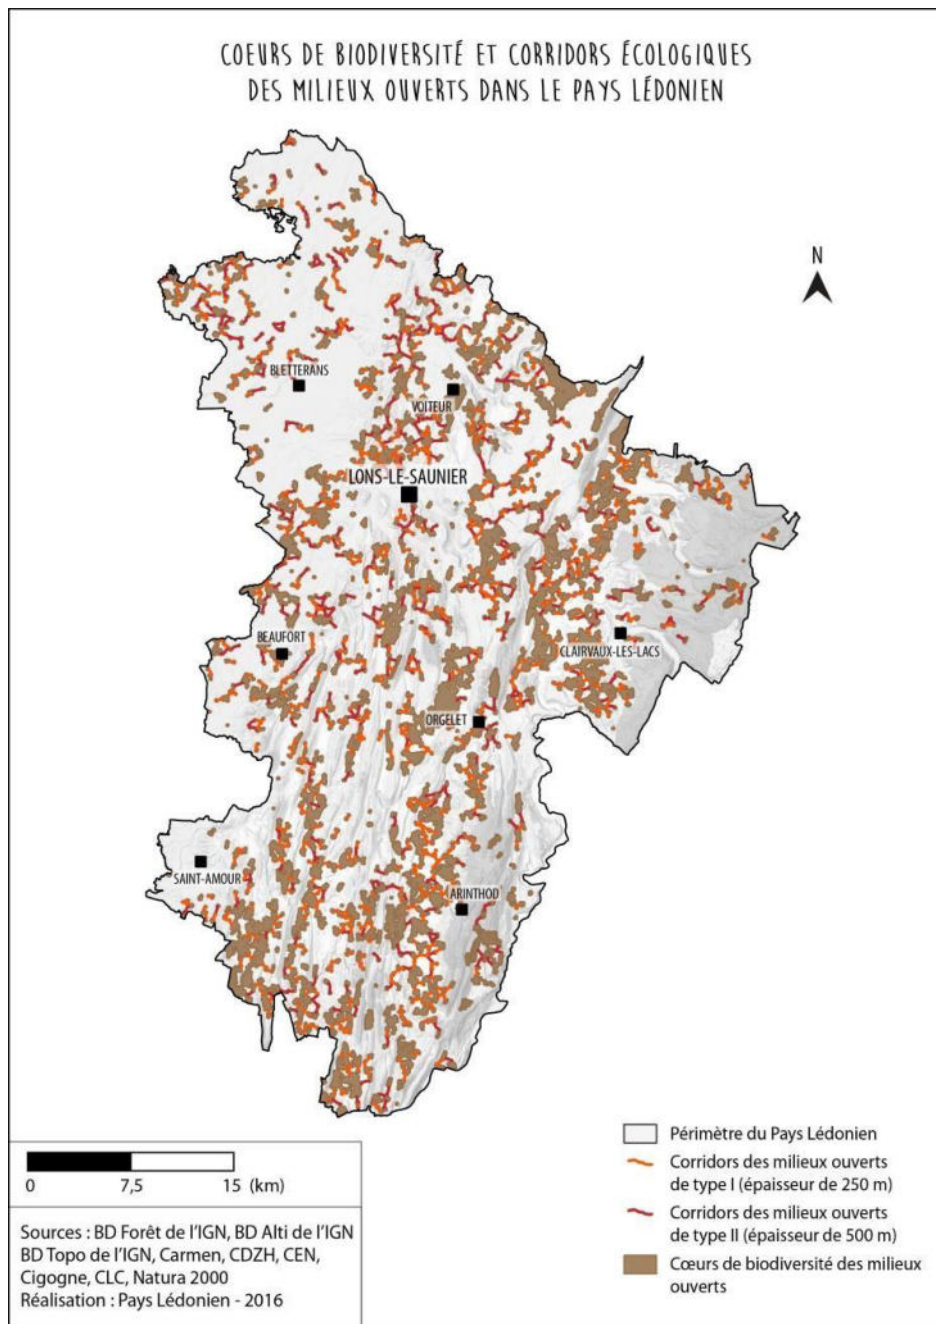 COEURS DE BIODIVERSITÉ ET CORRIDORS ÉCOLOGIQUES
DES MILIEUX OUVERTS DANS LE PAYS LÉDONIEN
N
BLETTERANS
VOITEUR
LONS-LE-SAUNIER
BEAUFORT
CLAIRVAUX-LES-LACS
ORGELET
SAINT-AMOUR
ARINTHOD
0 7,5 15 (km)
Sources : BD Forêt de l'IGN, BD Alti de l'IGN
BD Topo de l'IGN, Carmen, CDZH, CEN,
Cigogne, CLC, Natura 2000
Réalisation : Pays Lédonien - 2016
Périmètre du Pays Lédonien
Corridors des milieux ouverts
de type I (épaisseur de 250 m)
Corridors des milieux ouverts
de type II (épaisseur de 500 m)
Cœurs de biodiversité des milieux
ouverts